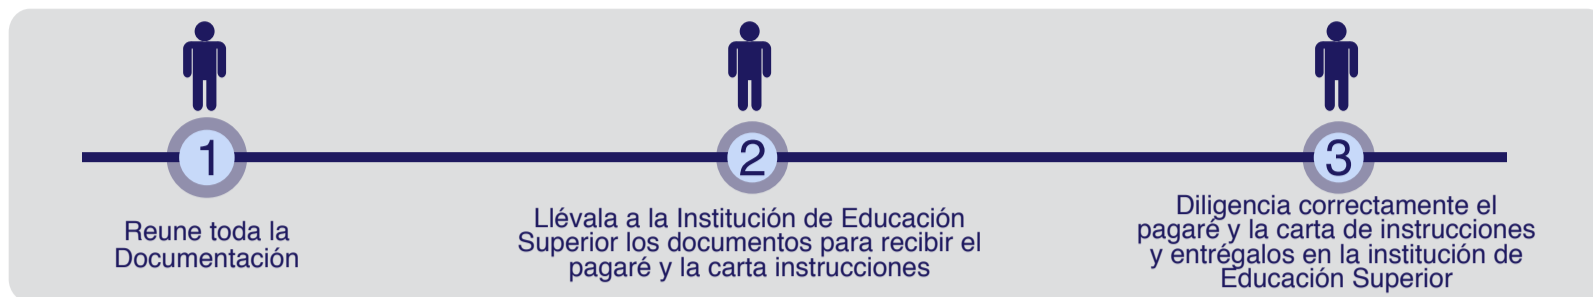 1
Reune toda la
Documentación
2
Llévala a la Institución de Educación
Superior los documentos para recibir el
pagaré y la carta instrucciones
3
Diligencia correctamente el
pagaré y la carta de instrucciones
y entrégalos en la institución de
Educación Superior